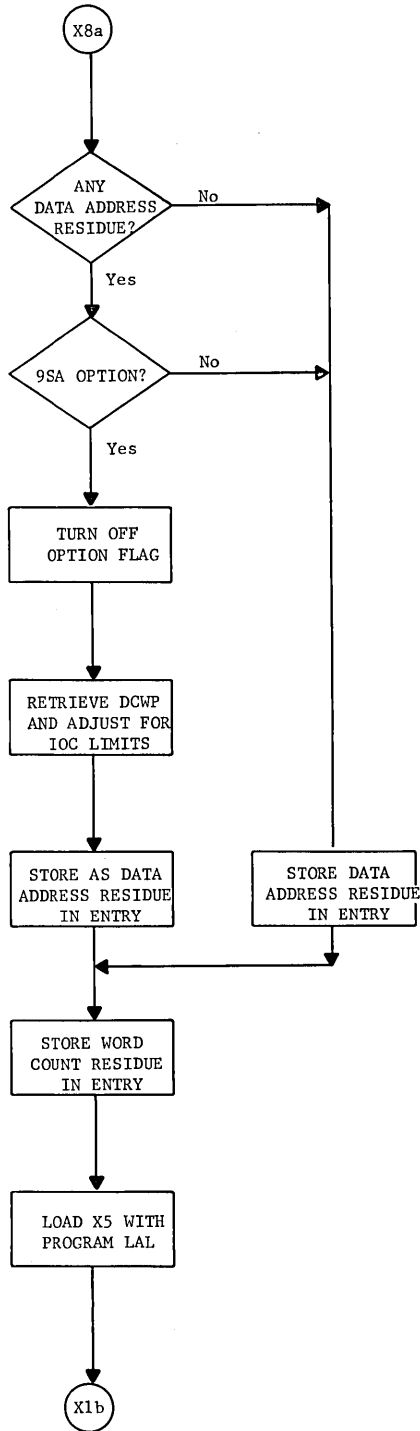 X8a
ANY
DATA ADDRESS
RESIDUE?
No
Yes
9SA OPTION?
No
Yes
TURN OFF
OPTION FLAG
RETRIEVE DCWP
AND ADJUST FOR
IOC LIMITS
STORE AS DATA
ADDRESS RESIDUE
IN ENTRY
STORE DATA
ADDRESS RESIDUE
IN ENTRY
STORE WORD
COUNT RESIDUE
IN ENTRY
LOAD X5 WITH
PROGRAM LAL
X1b